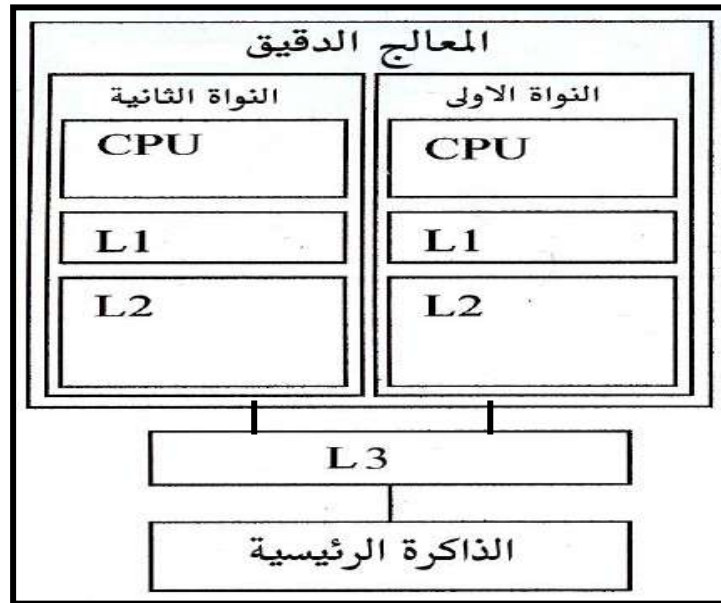 المعالج الدقيق
النواة الاولى
CPU
L1
L2
النواة الثانية
CPU
L1
L2
L3
الذاكرة الرئيسية